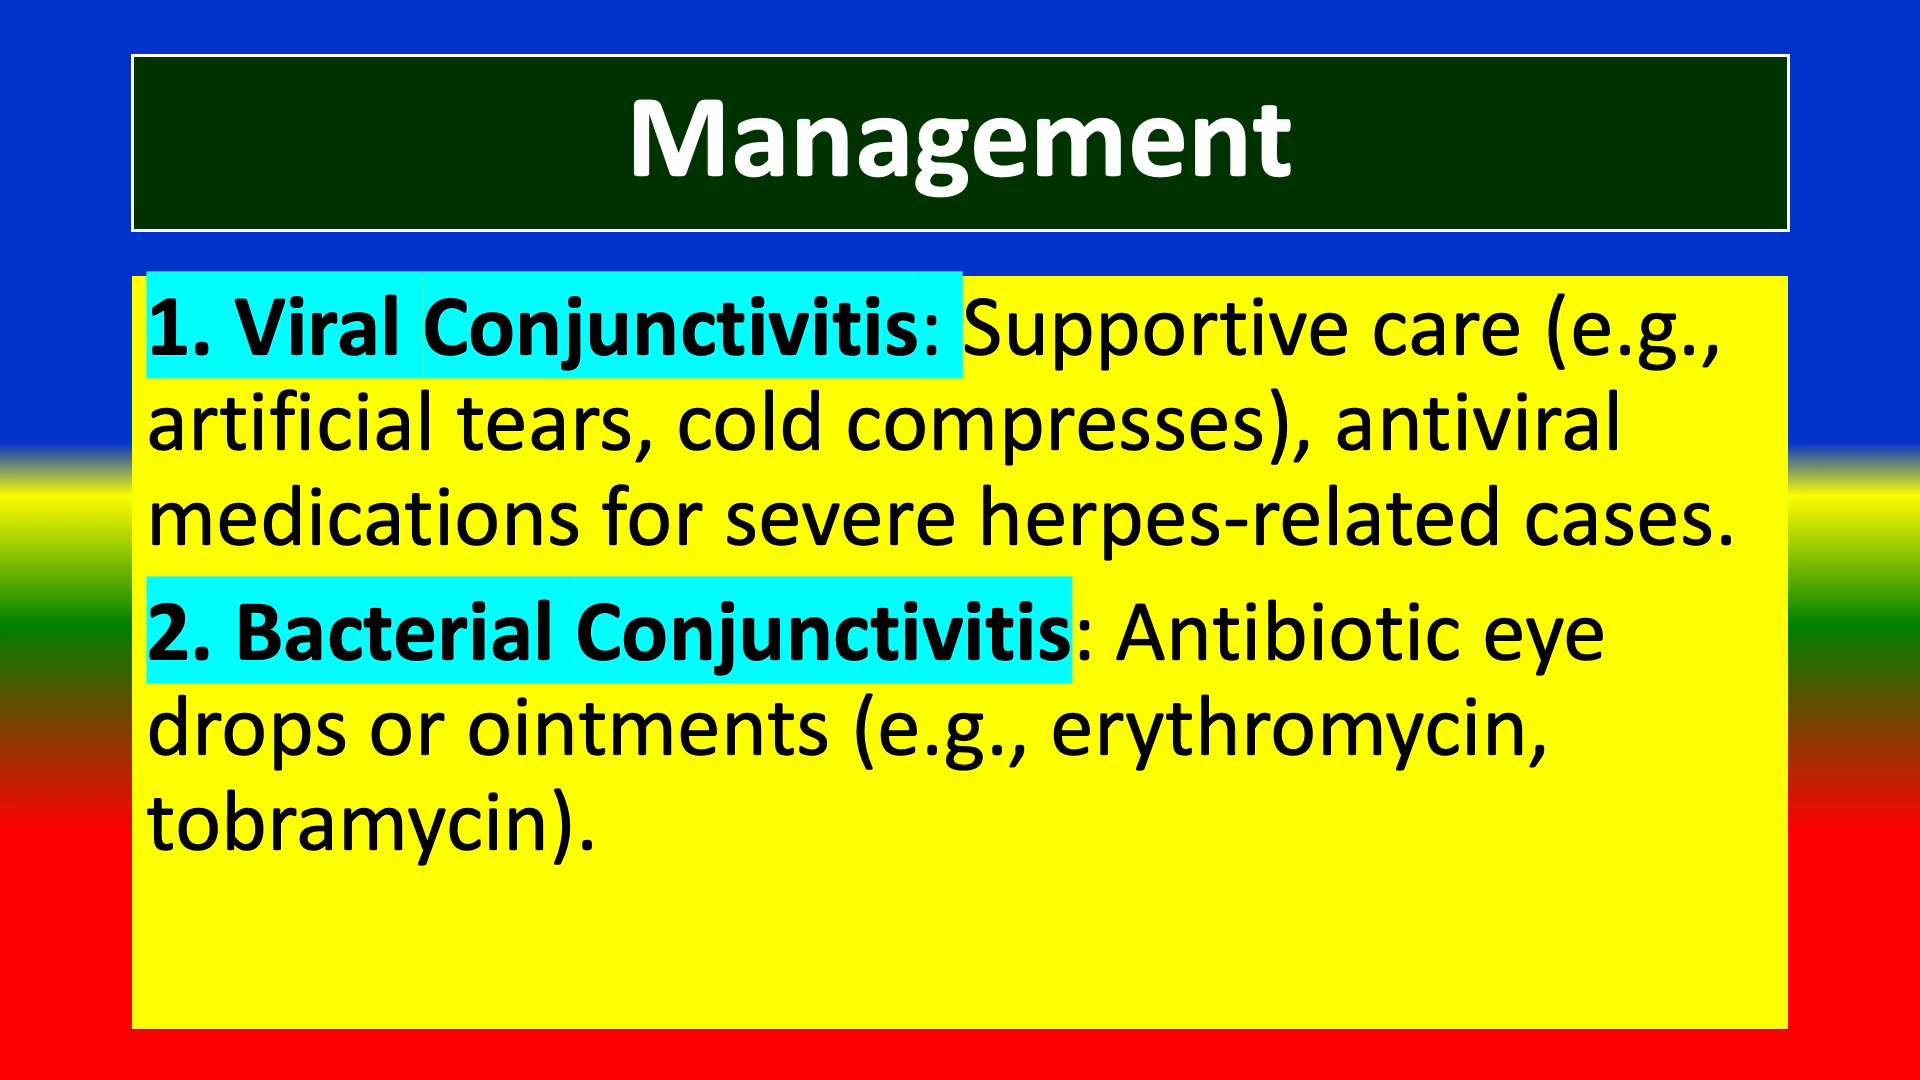 Management
1. Viral Conjunctivitis: Supportive care (e.g.,
artificial tears, cold compresses), antiviral
medications for severe herpes-related cases.
2. Bacterial Conjunctivitis: Antibiotic eye
drops or ointments (e.g., erythromycin,
tobramycin).